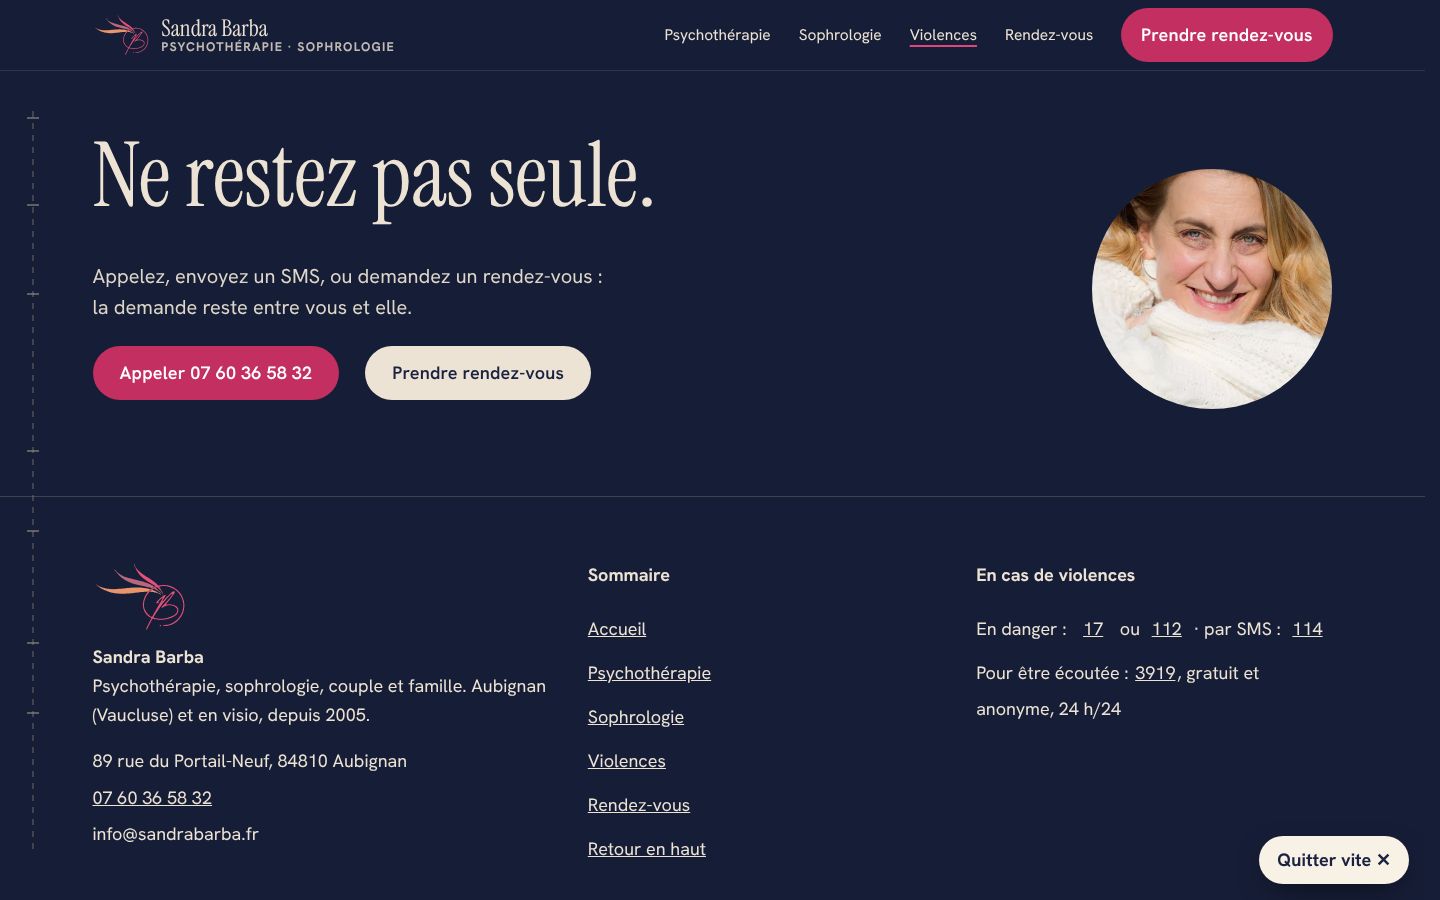 Sandra Barba
PSYCHOTHÉRAPIE · SOPHROLOGIE
Psychothérapie
Sophrologie
Violences
Rendez-vous
Prendre rendez-vous
Ne restez pas seule.
Appelez, envoyez un SMS, ou demandez un rendez-vous :
la demande reste entre vous et elle.
Appeler 07 60 36 58 32
Prendre rendez-vous
Sandra Barba
Psychothérapie, sophrologie, couple et famille. Aubignan
(Vaucluse) et en visio, depuis 2005.
89 rue du Portail-Neuf, 84810 Aubignan
07 60 36 58 32
info@sandrabarba.fr
Sommaire
Accueil
Psychothérapie
Sophrologie
Violences
Rendez-vous
Retour en haut
En cas de violences
En danger : 17 ou 112 · par SMS : 114
Pour être écoutée : 3919, gratuit et
anonyme, 24 h/24
Quitter vite ✕